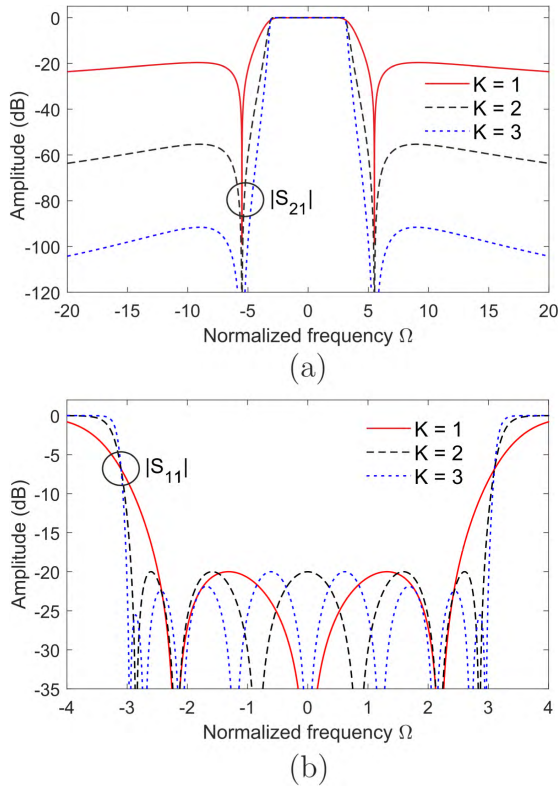 0
-20
-40
-60
-80
-100
-120
Amplitude (dB)
K = 1
K = 2
K = 3
|S21|
-20 -15 -10 -5 0 5 10 15 20
Normalized frequency Ω
(a)
0
-5
-10
-15
-20
-25
-30
-35
Amplitude (dB)
K = 1
K = 2
K = 3
|S11|
-4 -3 -2 -1 0 1 2 3 4
Normalized frequency Ω
(b)